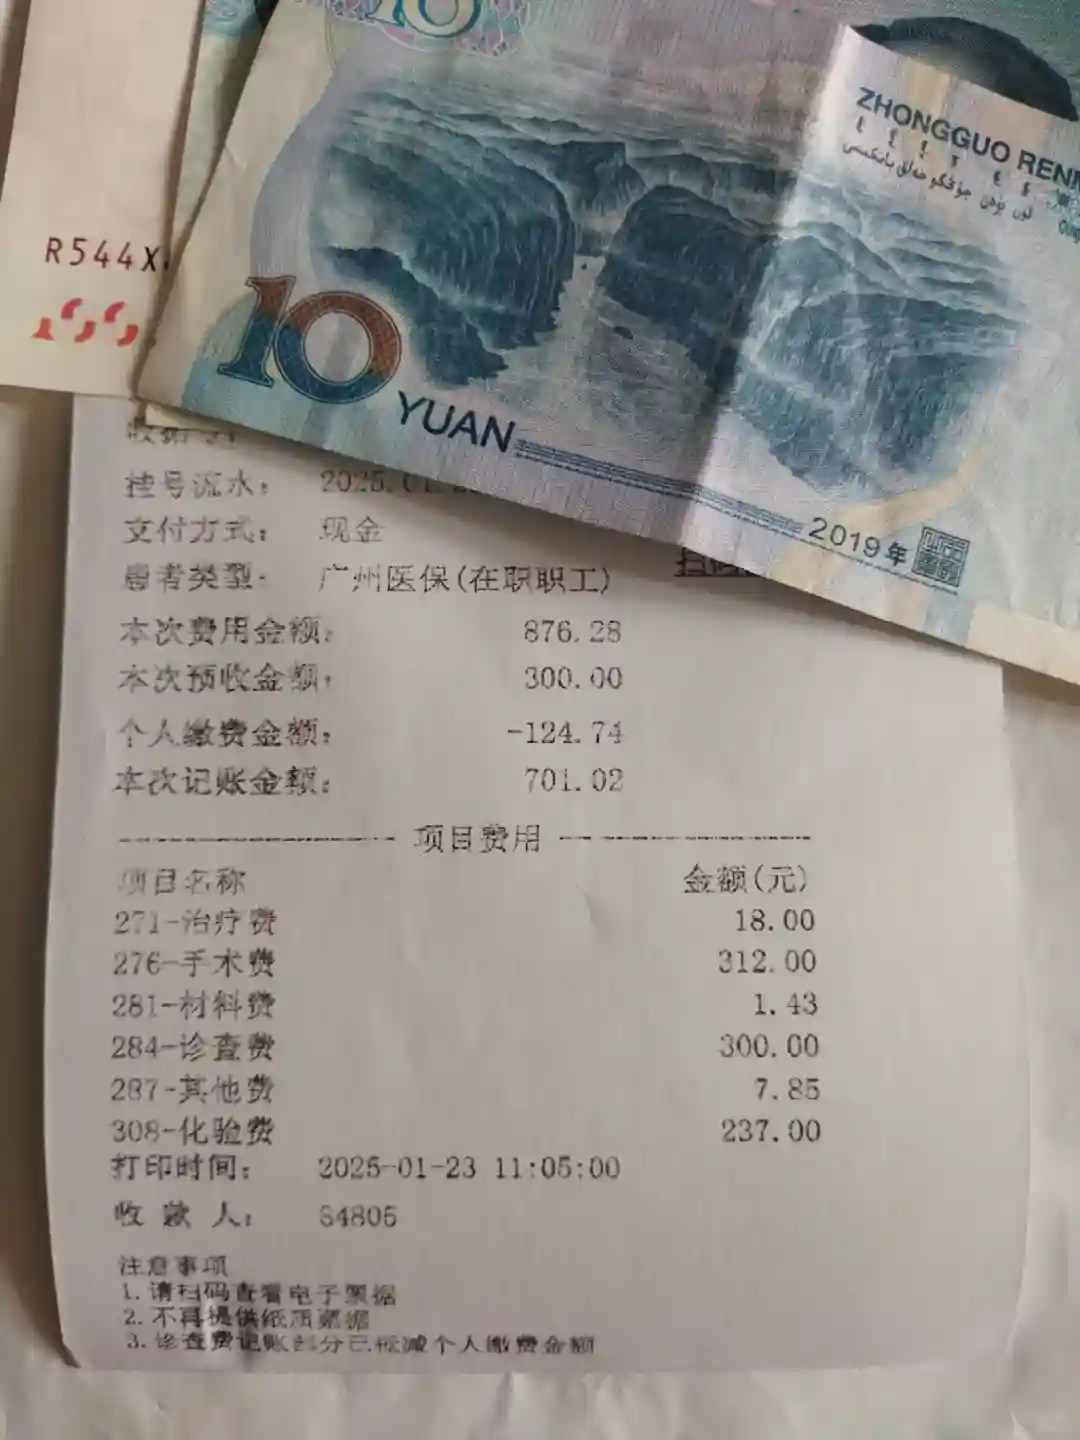 10
ZHONGGUO RENM
R544X
10
YUAN
2019年
挂号流水:
支付方式: 现金
患者类型: 广州医保(在职职工)
本次费用金额: 876.28
本次预收金额: 300.00
个人缴费金额: -124.74
本次记账金额: 701.02
项目费用
项目名称 金额(元)
271-治疗费 18.00
276-手术费 312.00
281-材料费 1.43
284-诊查费 300.00
287-其他费 7.85
308-化验费 237.00
打印时间: 2025-01-23 11:05:00
收款人: 84805
注意事项
1.请扫码查看电子票据
2.不再提供纸质票据
3.诊查费记账部分已抵减个人缴费金额